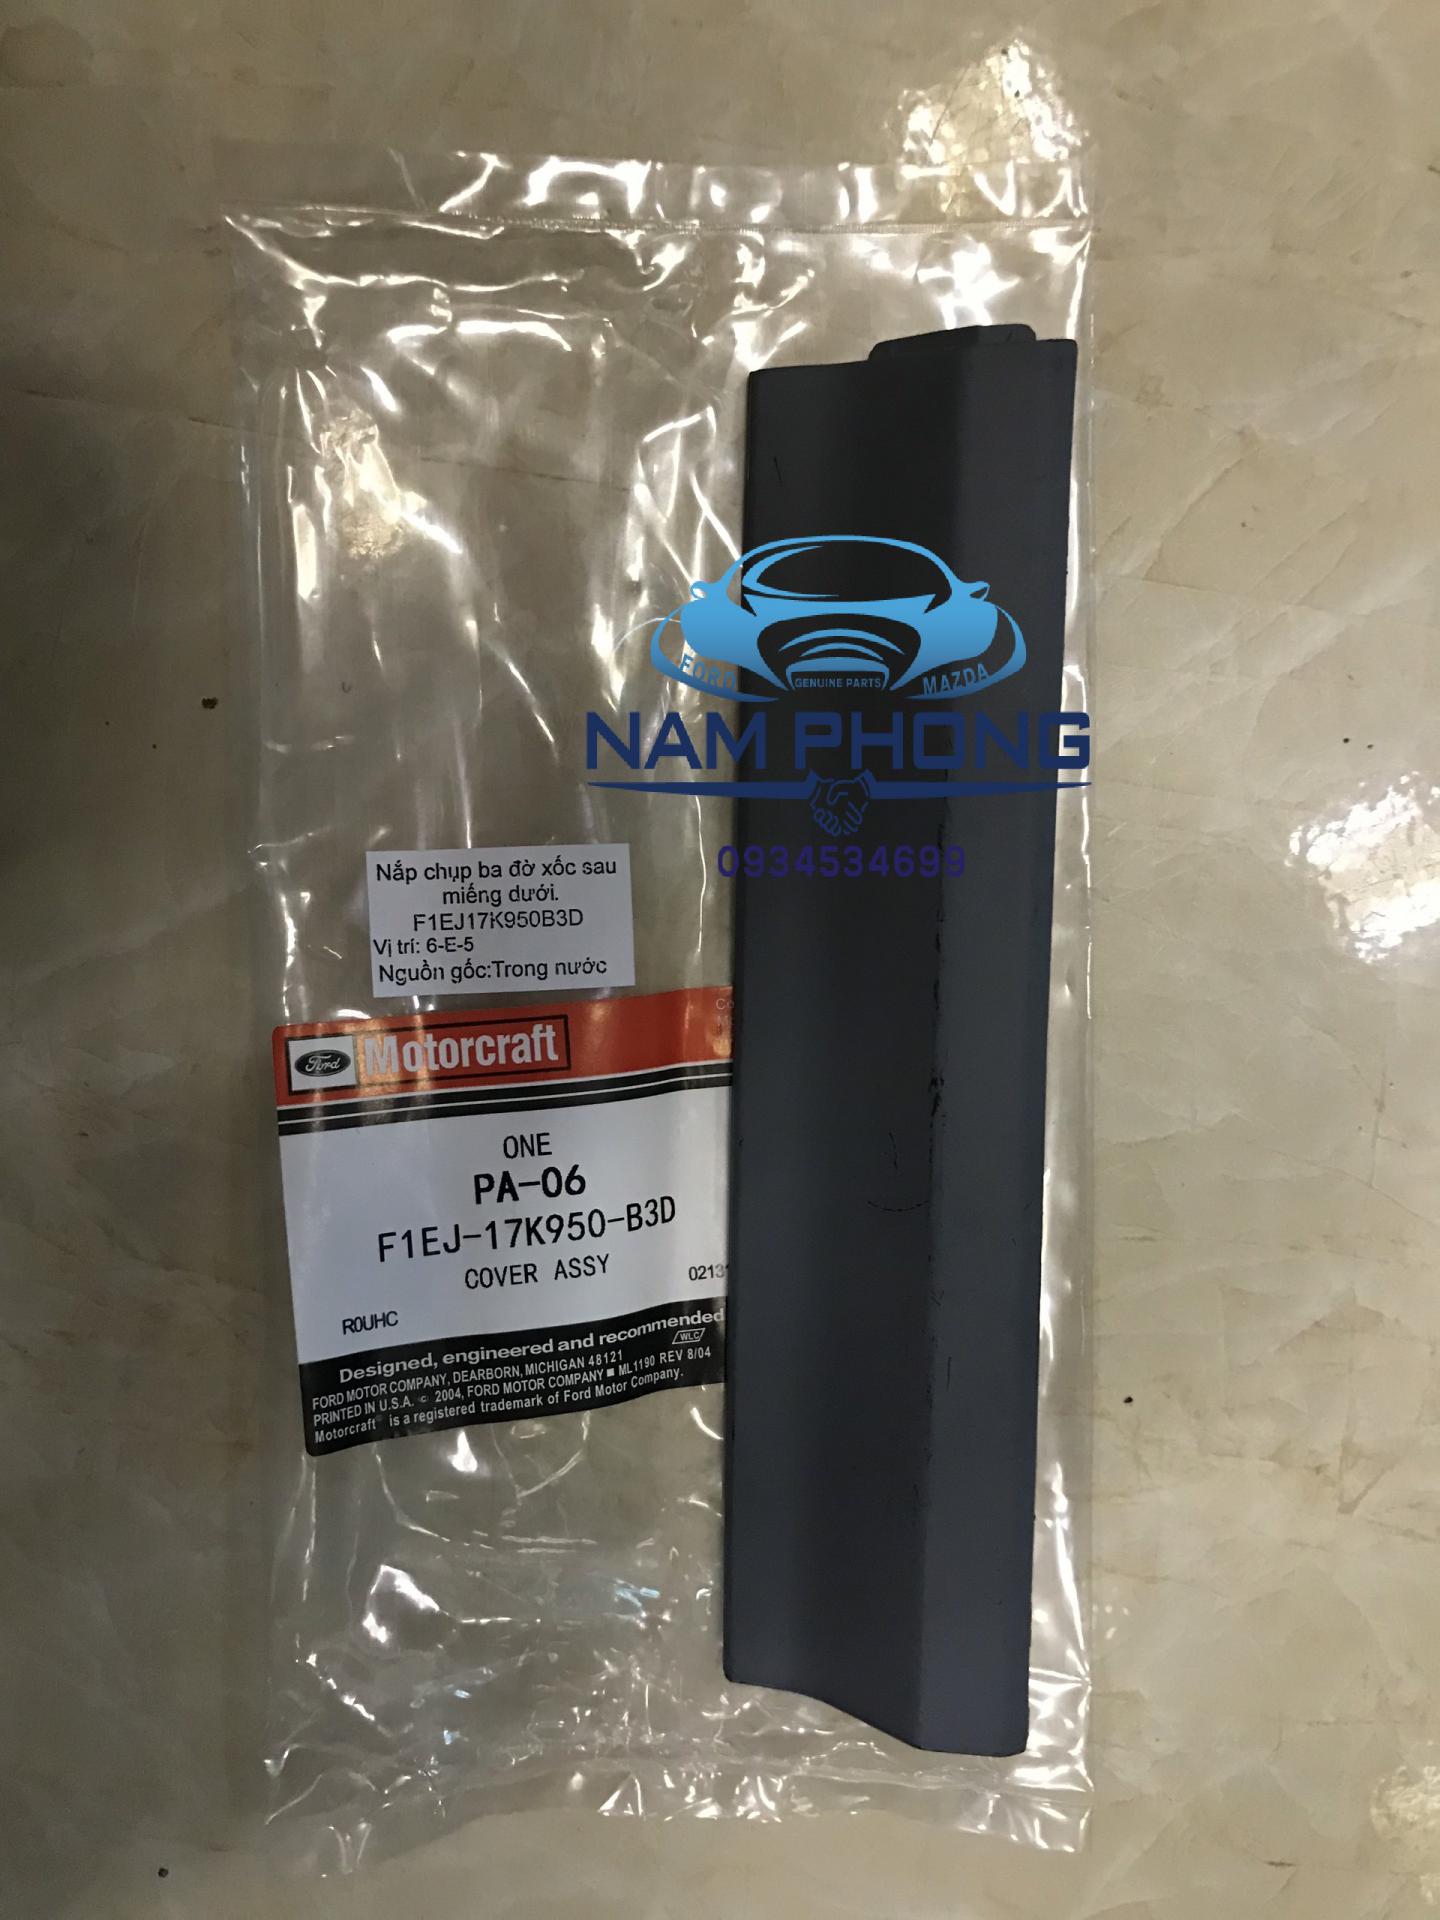 FORD
GENUINE PARTS
MAZDA
NAM PHONG
0934534699
Nắp chụp ba đờ xốc sau
miếng dưới.
F1EJ17K950B3D
Vị trí: 6-E-5
Nguồn gốc:Trong nước
Ford Motorcraft
ONE
PA-06
F1EJ-17K950-B3D
COVER ASSY
R0UHC
Designed, engineered and recommended
WLC
FORD MOTOR COMPANY, DEARBORN, MICHIGAN 48121
PRINTED IN U.S.A. © 2004, FORD MOTOR COMPANY ■ ML1190 REV 8/04
Motorcraft® is a registered trademark of Ford Motor Company.